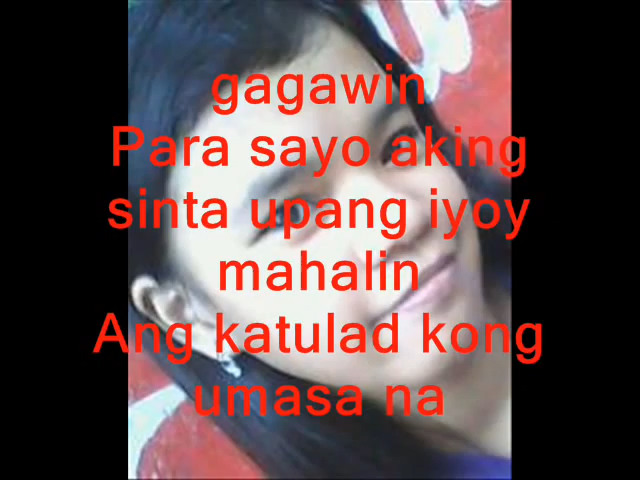 gagawin
Para sayo aking
sinta upang iyoy
mahalin
Ang katulad kong
umasa na